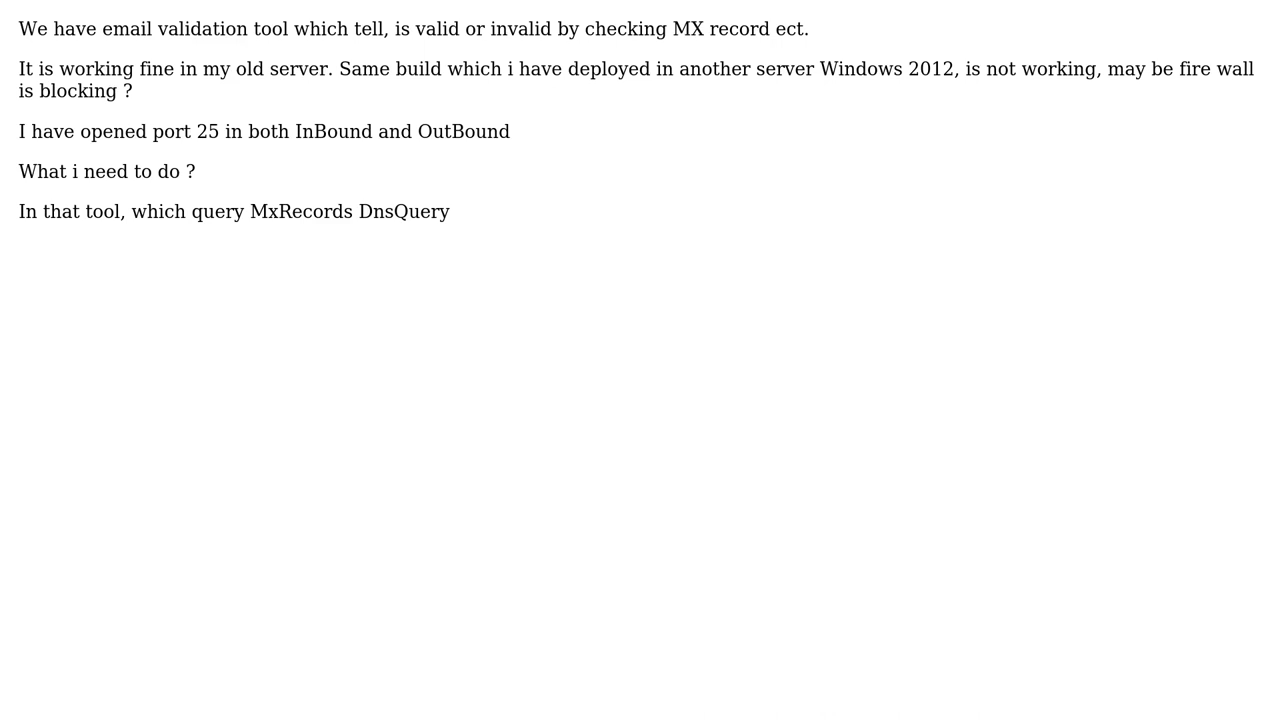 We have email validation tool which tell, is valid or invalid by checking MX record ect.
It is working fine in my old server. Same build which i have deployed in another server Windows 2012, is not working, may be fire wall
is blocking ?
I have opened port 25 in both InBound and OutBound
What i need to do ?
In that tool, which query MxRecords DnsQuery